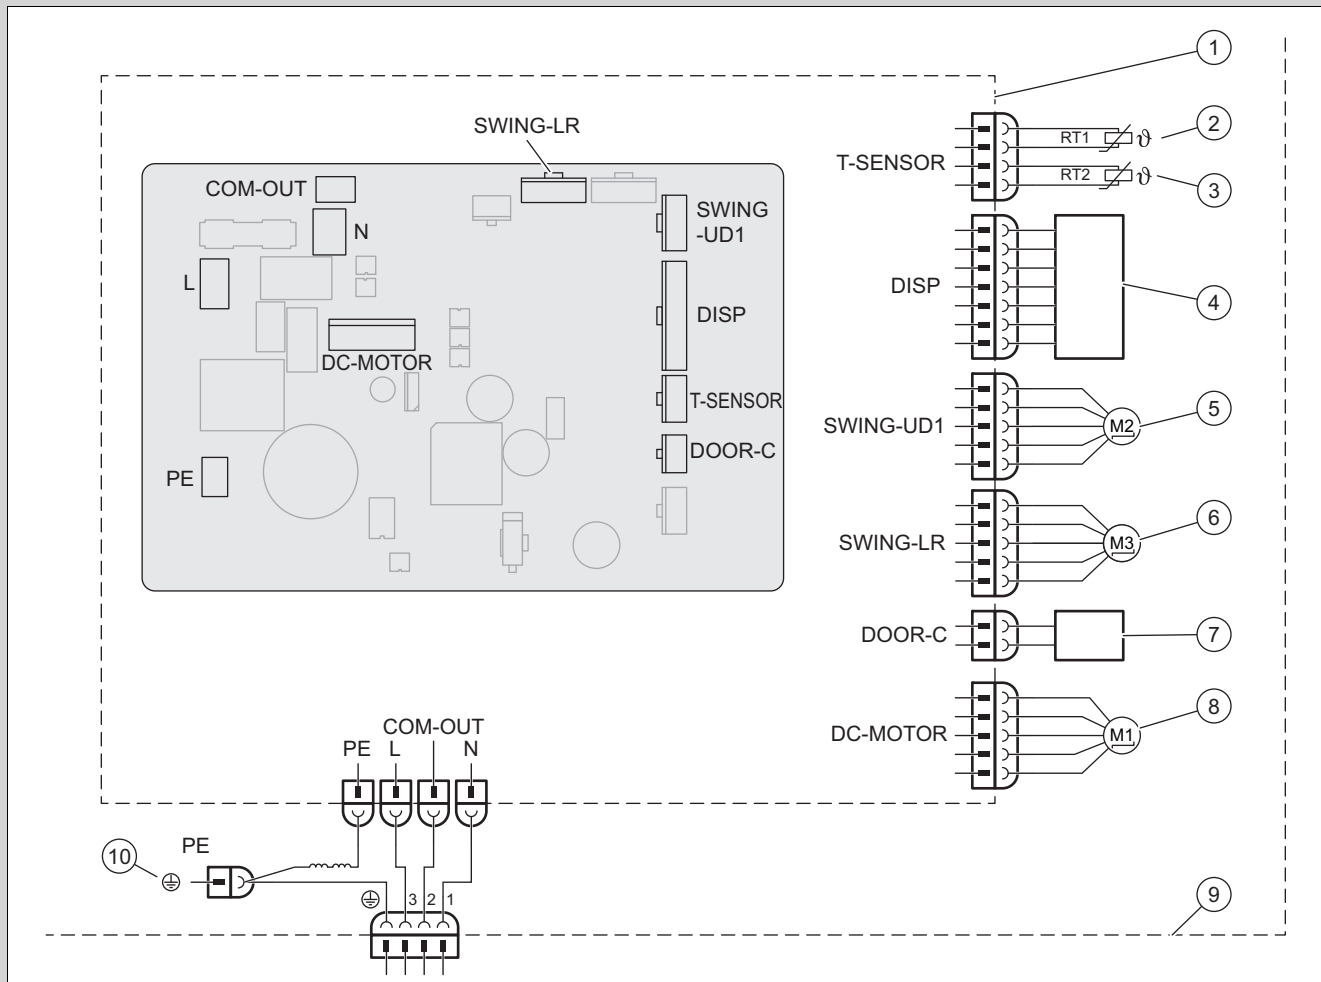 1
SWING-LR
2
RT1
ϑ
T-SENSOR
COM-OUT
RT2
ϑ
3
SWING
-UD1
N
L
DISP
4
DISP
DC-MOTOR
T-SENSOR
5
SWING-UD1
M2
DOOR-C
PE
6
SWING-LR
M3
DOOR-C
7
8
COM-OUT
DC-MOTOR
M1
PE
L
N
PE
10
9
3
2
1